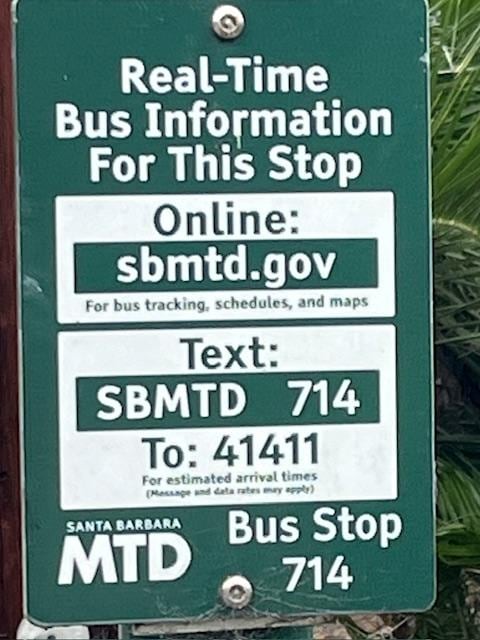 Real-Time
Bus Information
For This Stop
Online:
sbmtd.gov
For bus tracking, schedules, and maps
Text:
SBMTD 714
To: 41411
For estimated arrival times
(Message and data rates may apply)
SANTA BARBARA
MTD
Bus Stop
714